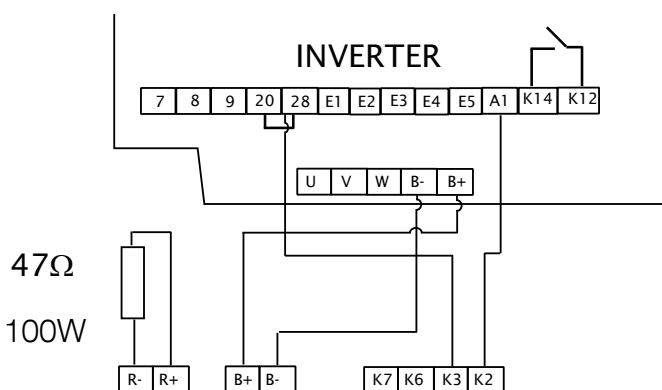 INVERTER
7 8 9 20 28 E1 E2 E3 E4 E5 A1 K14 K12
U V W B- B+
47Ω
100W
R- R+ B+ B- K7 K6 K3 K2